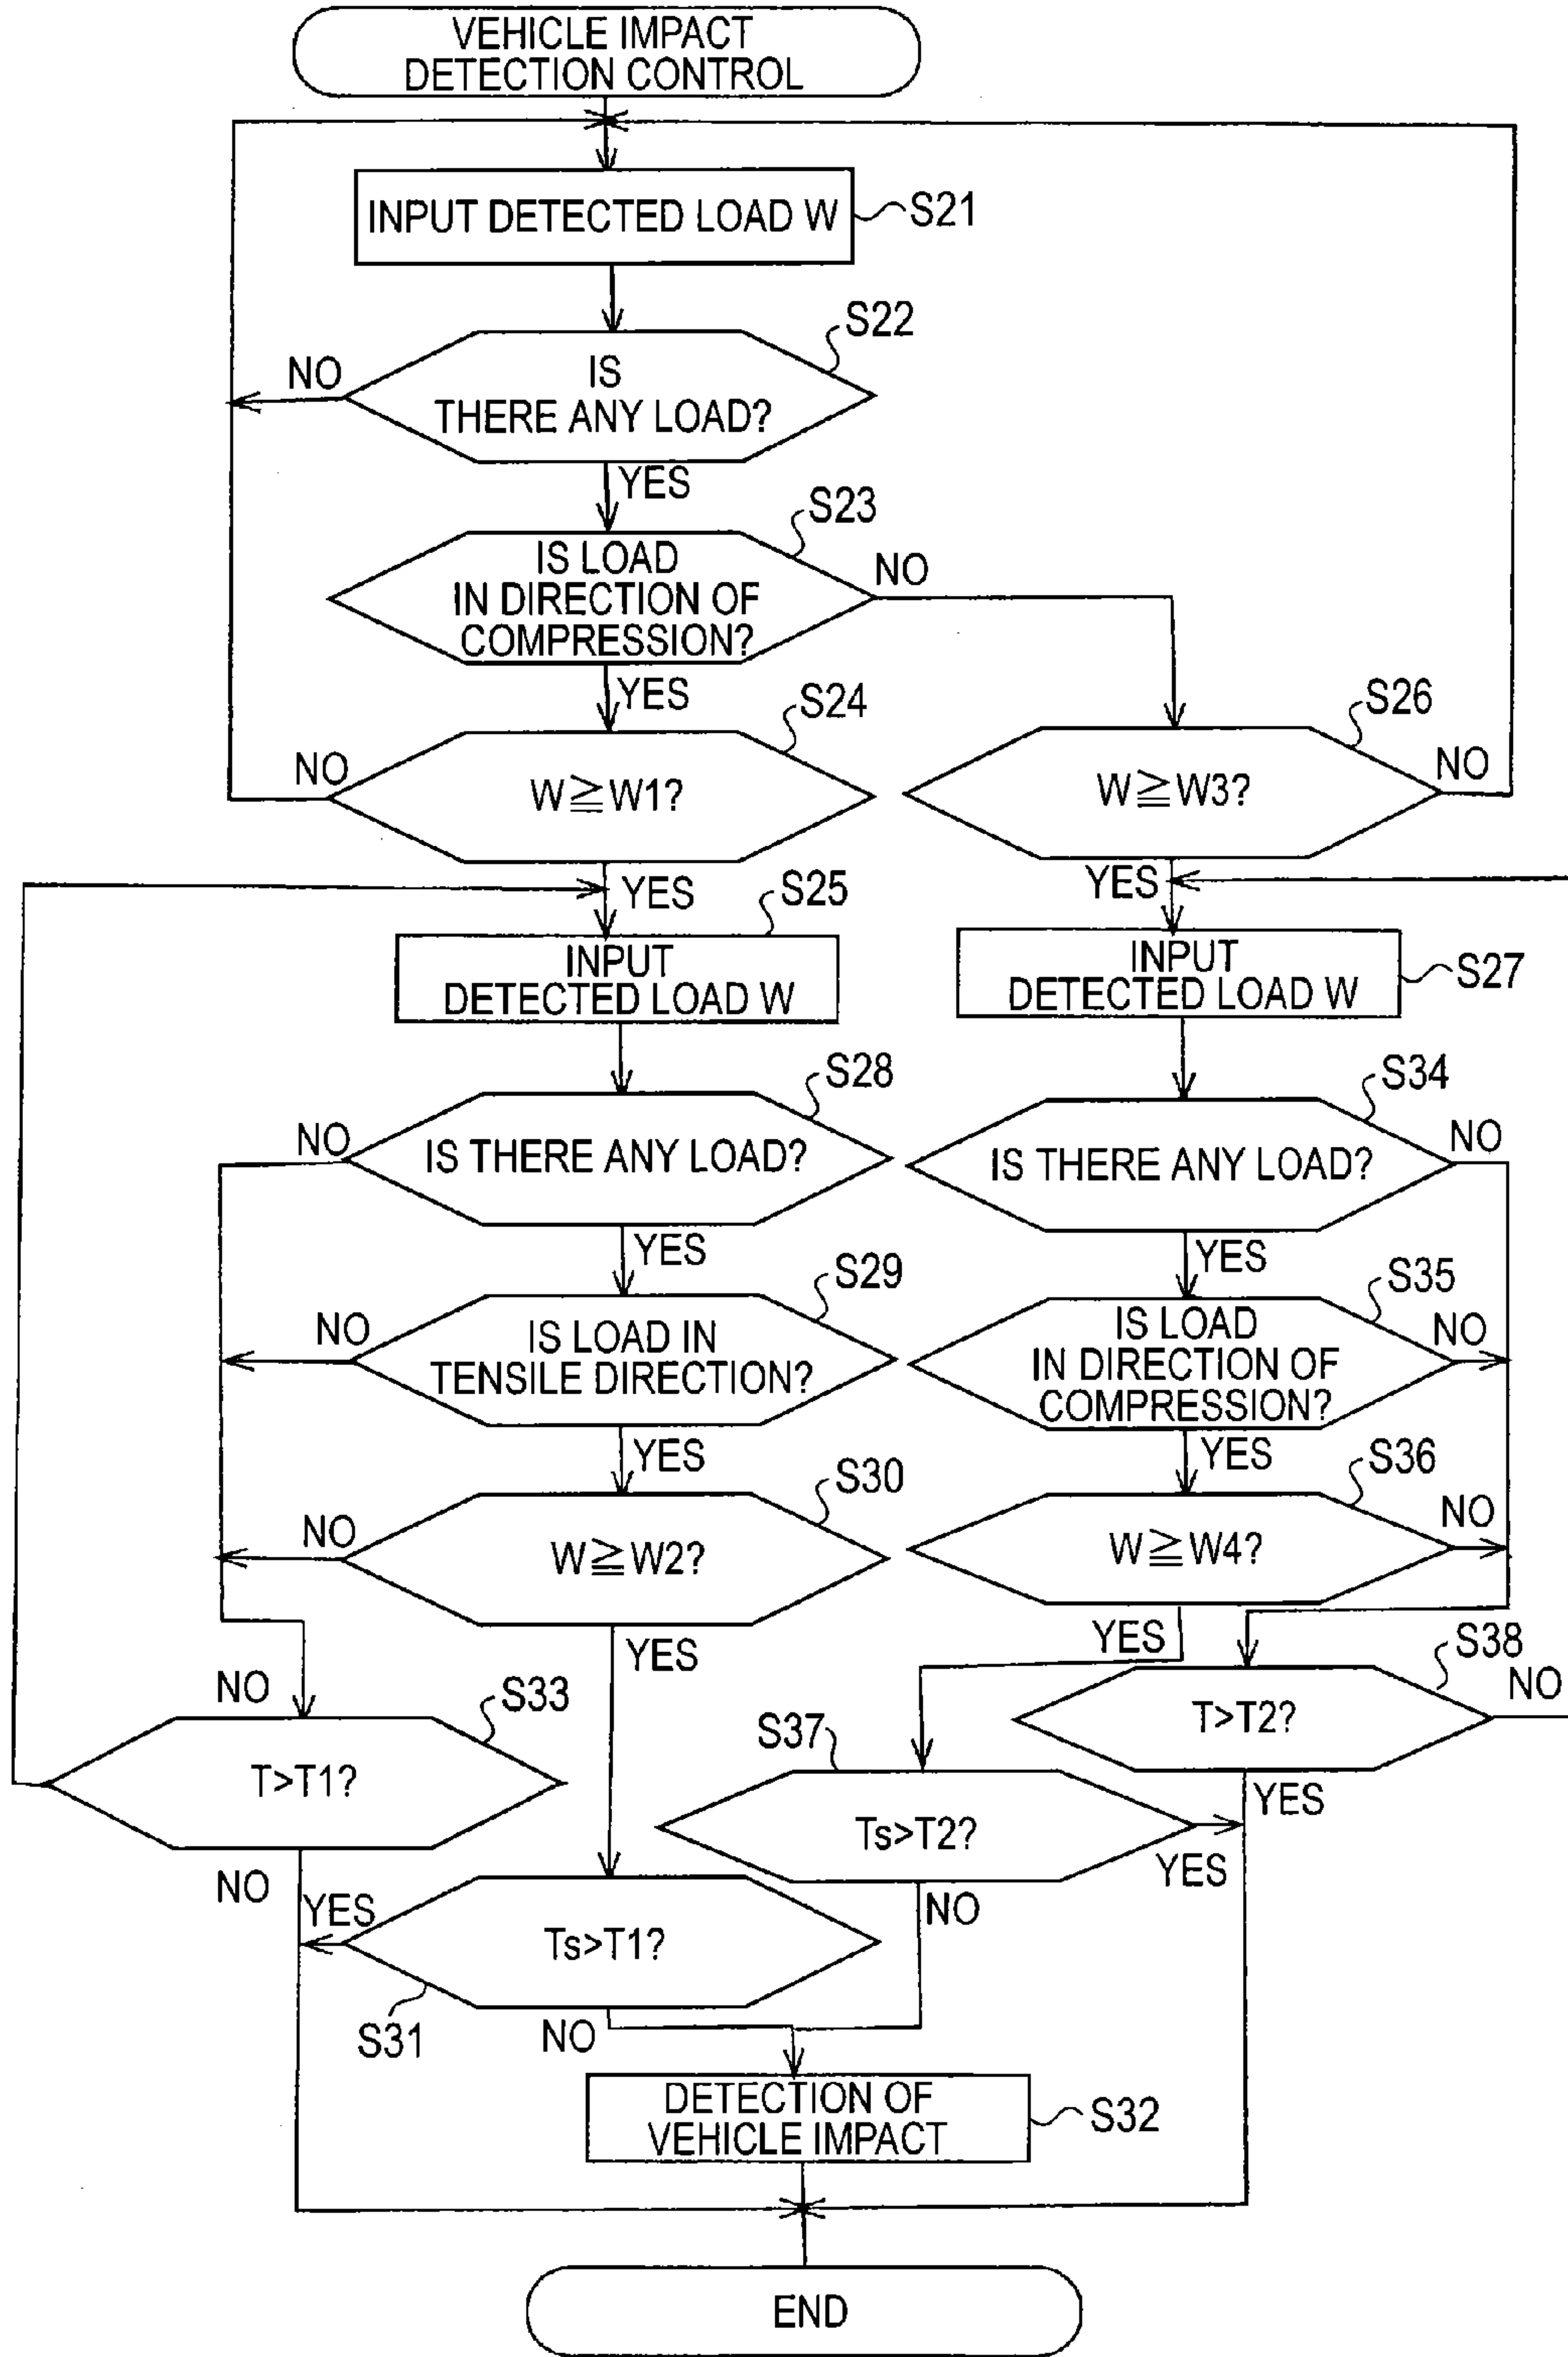 VEHICLE IMPACT
DETECTION CONTROL
INPUT DETECTED LOAD W
S21
S22
NO
IS
THERE ANY LOAD?
YES
S23
IS LOAD
IN DIRECTION OF
COMPRESSION?
NO
YES
S24
S26
NO
W≧W1?
W≧W3?
NO
YES
S25
YES
INPUT
DETECTED LOAD W
INPUT
DETECTED LOAD W
S27
S28
S34
NO
IS THERE ANY LOAD?
IS THERE ANY LOAD?
NO
YES
YES
S29
S35
NO
IS LOAD IN
TENSILE DIRECTION?
IS LOAD
IN DIRECTION OF
COMPRESSION?
NO
YES
YES
S30
S36
NO
W≧W2?
W≧W4?
NO
YES
YES
S38
NO
S33
NO
T>T2?
S37
T>T1?
YES
Ts>T2?
YES
NO
YES
NO
Ts>T1?
S31
NO
DETECTION OF
VEHICLE IMPACT
S32
END